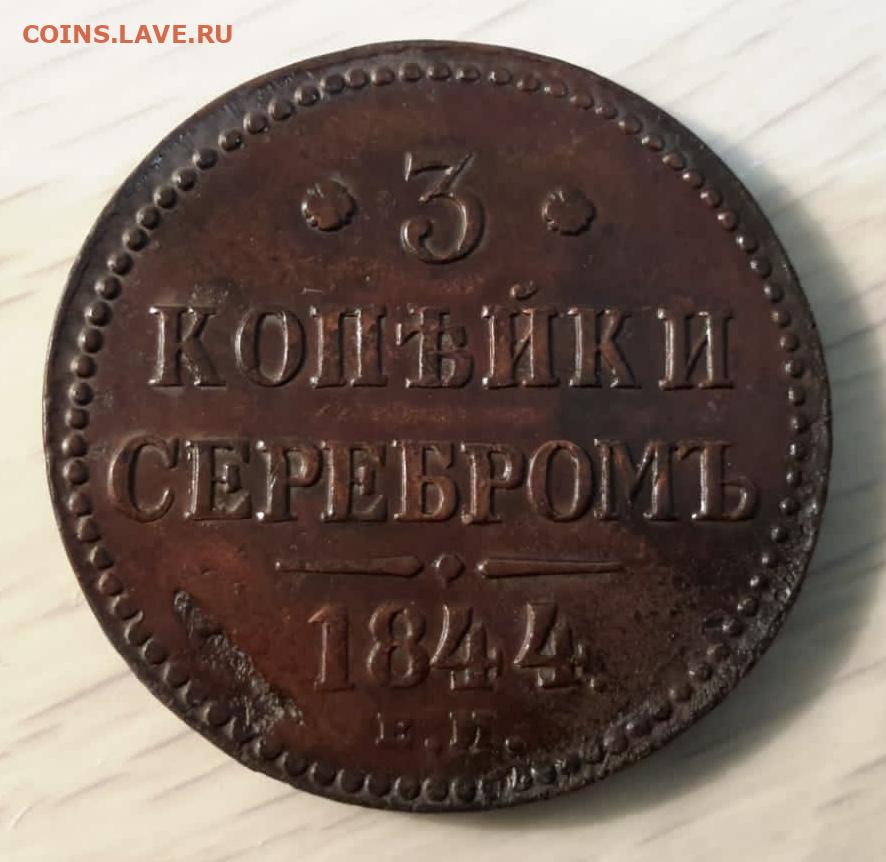 COINS.LAVE.RU
3
КОПѢЙКИ
СЕРЕБРОМЪ
1844.
Е.М.